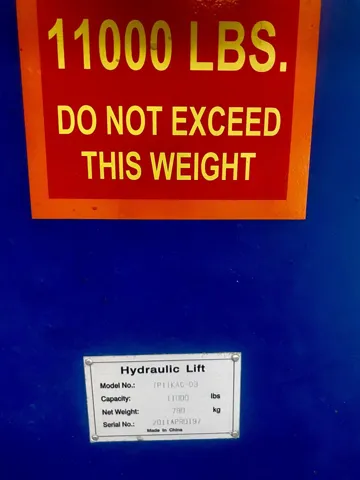 11000 LBS.
DO NOT EXCEED
THIS WEIGHT
Hydraulic Lift
Model No.:
Capacity: 11000 lbs
Net Weight: kg
Serial No.:
Made in China